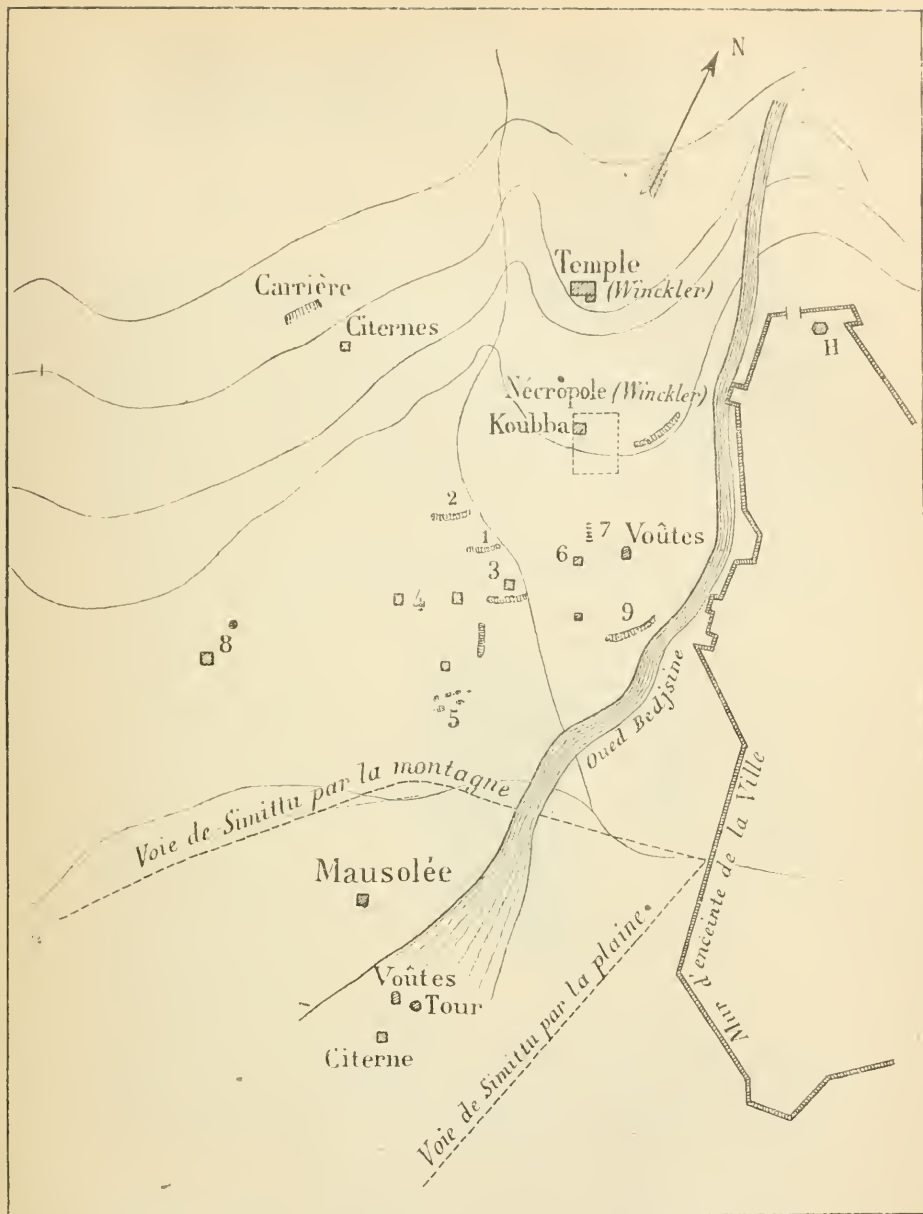 N
Temple
(Winckler)
Carrière
Citernes
H
Nécropole (Winckler)
Koubba
2
1
7
Voûtes
6
3
4
9
8
5
Oued Bedjsine
Voie de Simittu par la montagne
Mur d'enceinte de la Ville
Mausolée
Voie de Simittu par la plaine
Voûtes
Tour
Citerne